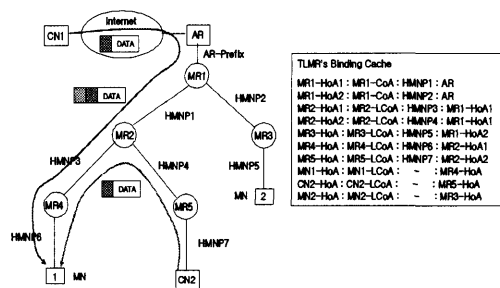 Internet
CN1
DATA
AR
AR-Prefix
MR1
DATA
HMNP1
HMNP2
MR2
MR3
HMNP3
HMNP4
HMNP5
DATA
MN
2
MR4
MR5
HMNP6
HMNP7
1
MN
CN2
TLMR's Binding Cache
MR1-HoA1 : MR1-CoA : HMNP1 : AR
MR1-HoA2 : MR1-CoA : HMNP2 : AR
MR2-HoA1 : MR2-LCoA : HMNP3 : MR1-HoA1
MR2-HoA2 : MR2-LCoA : HMNP4 : MR1-HoA1
MR3-HoA : MR3-LCoA : HMNP5 : MR1-HoA2
MR4-HoA : MR4-LCoA : HMNP6 : MR2-HoA1
MR5-HoA : MR5-LCoA : HMNP7 : MR2-HoA2
MN1-HoA : MN1-LCoA : - : MR4-HoA
CN2-HoA : CN2-LCoA : - : MR5-HoA
MN2-HoA : MN2-LCoA : - : MR3-HoA